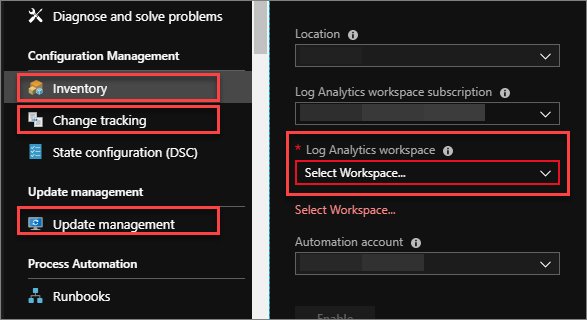 Diagnose and solve problems
Configuration Management
Inventory
Change tracking
State configuration (DSC)
Update management
Update management
Process Automation
Runbooks
Location
Log Analytics workspace subscription
* Log Analytics workspace
Select Workspace...
Select Workspace...
Automation account
Enable